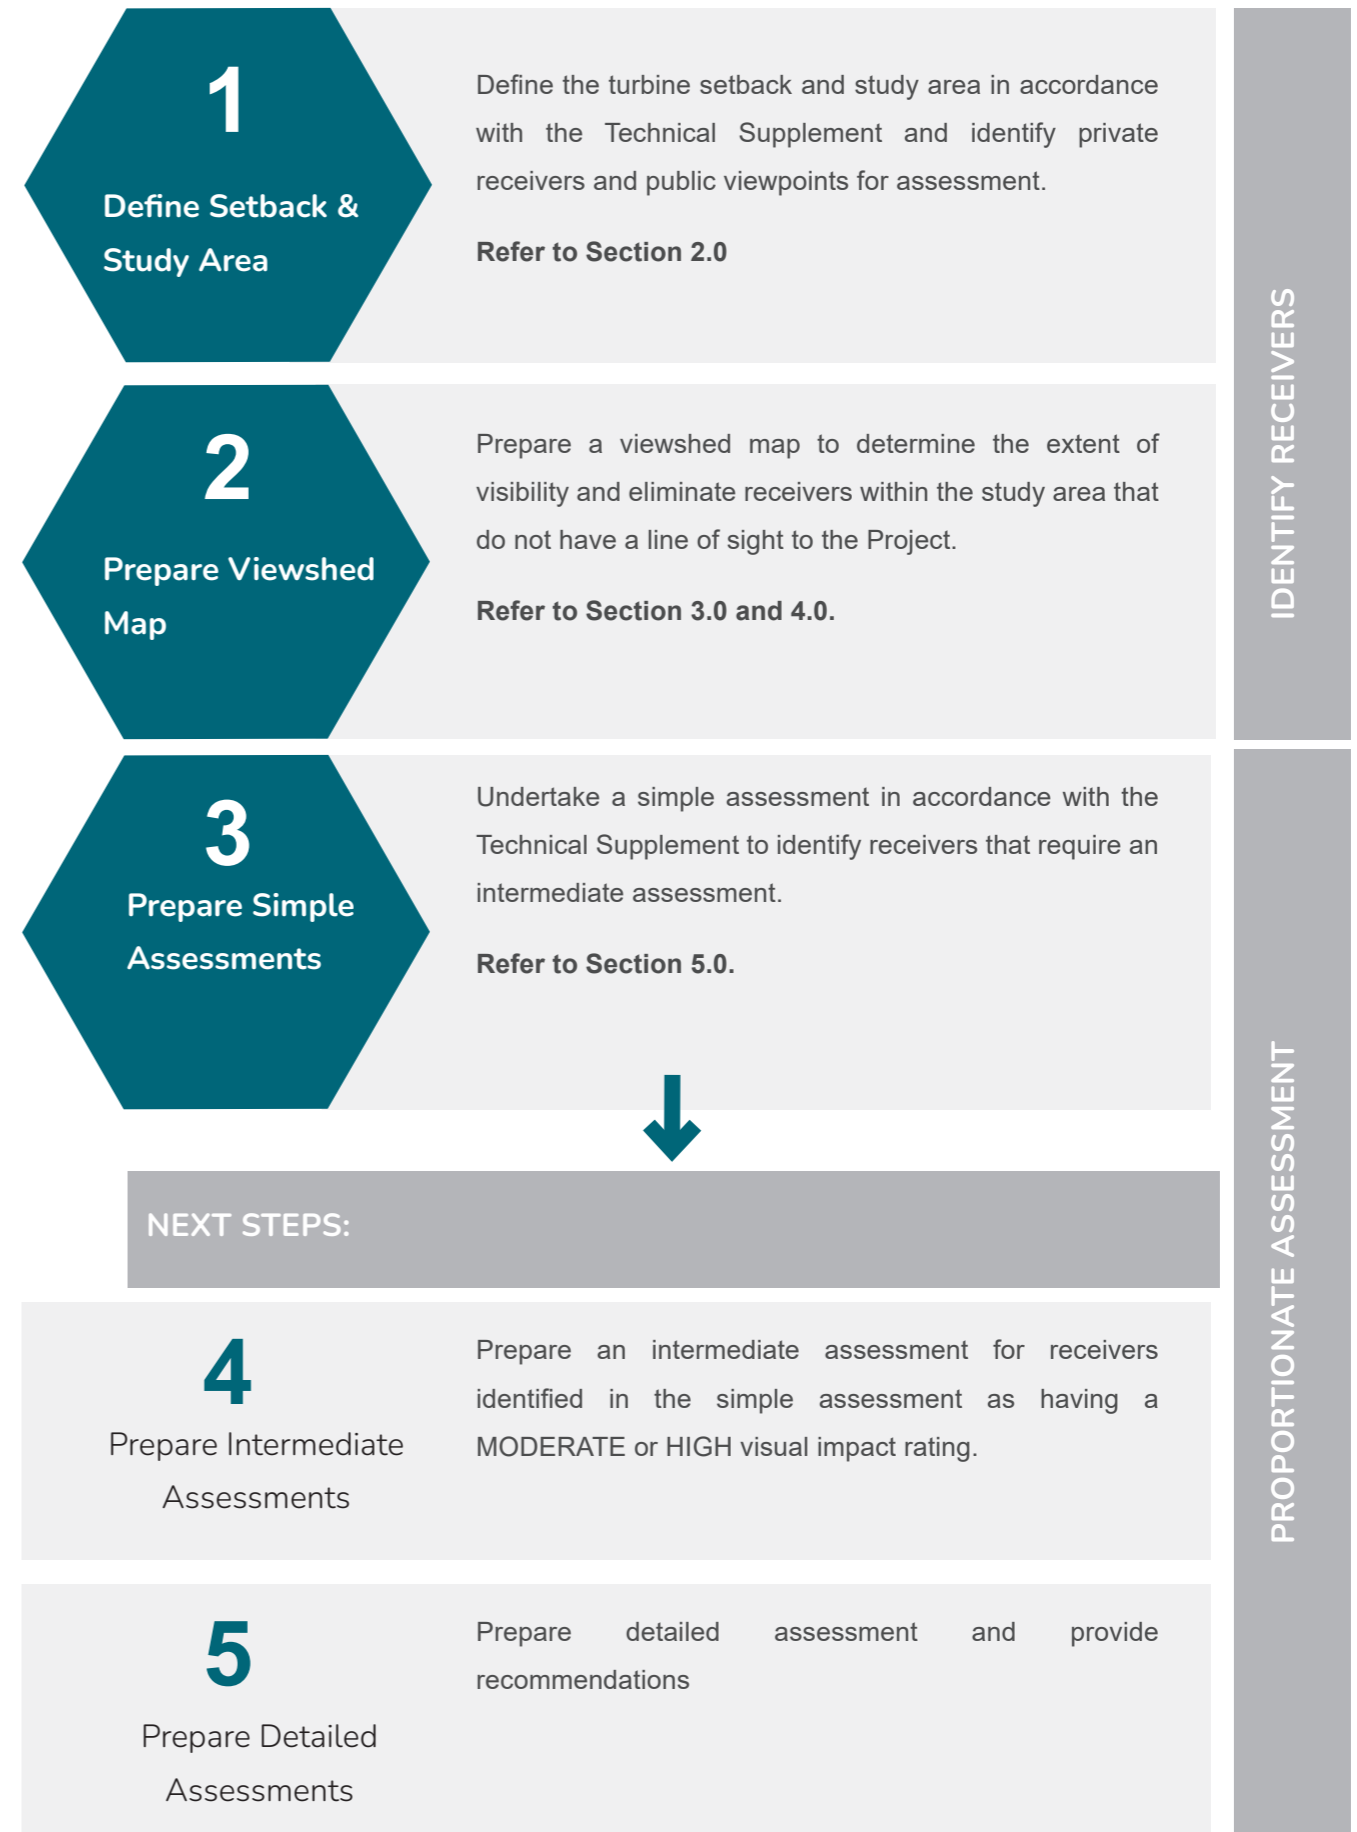 1
Define Setback &
Study Area
Define the turbine setback and study area in accordance
with the Technical Supplement and identify private
receivers and public viewpoints for assessment.
Refer to Section 2.0
2
Prepare Viewshed
Map
Prepare a viewshed map to determine the extent of
visibility and eliminate receivers within the study area that
do not have a line of sight to the Project.
Refer to Section 3.0 and 4.0.
IDENTIFY RECEIVERS
3
Prepare Simple
Assessments
Undertake a simple assessment in accordance with the
Technical Supplement to identify receivers that require an
intermediate assessment.
Refer to Section 5.0.
NEXT STEPS:
4
Prepare Intermediate
Assessments
Prepare an intermediate assessment for receivers
identified in the simple assessment as having a
MODERATE or HIGH visual impact rating.
5
Prepare Detailed
Assessments
Prepare detailed assessment and provide
recommendations
PROPORTIONATE ASSESSMENT